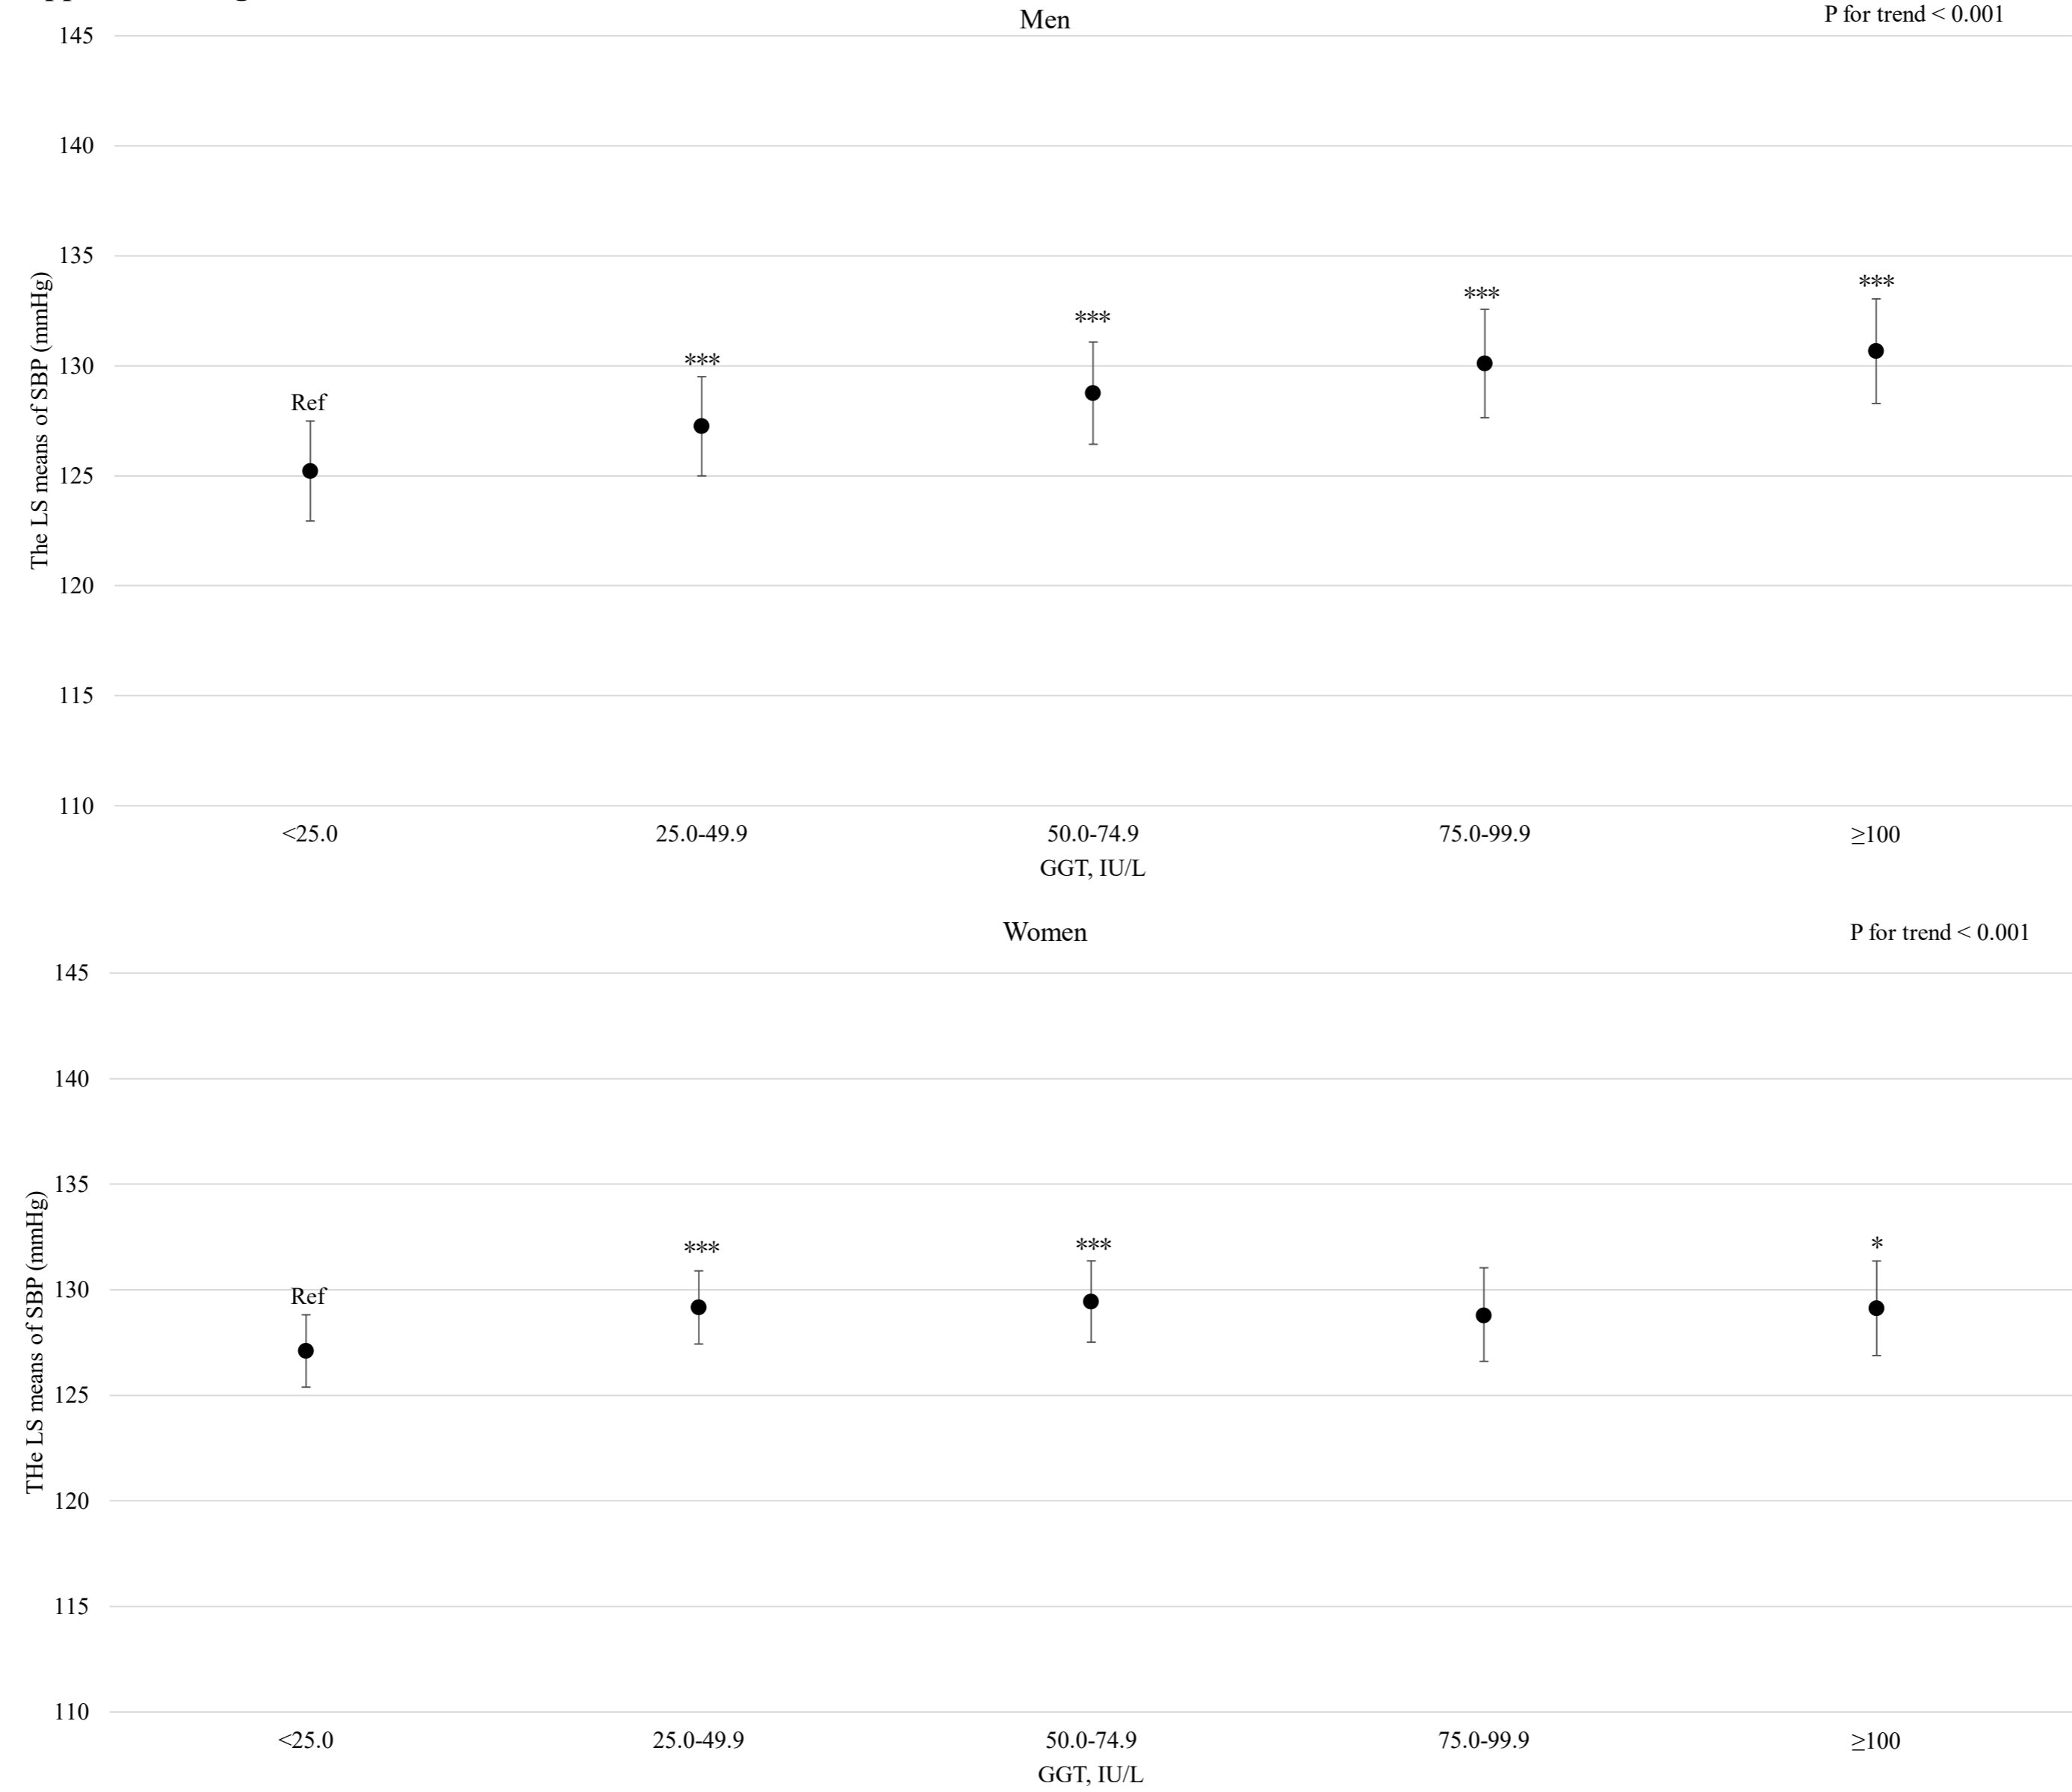 Men
P for trend < 0.001
145
140
135
130
125
120
115
110
The LS means of SBP (mmHg)
Ref
***
***
***
***
<25.0 25.0-49.9 50.0-74.9 75.0-99.9 ≥100
GGT, IU/L
Women
P for trend < 0.001
145
140
135
130
125
120
115
110
THe LS means of SBP (mmHg)
Ref
***
***
*
<25.0 25.0-49.9 50.0-74.9 75.0-99.9 ≥100
GGT, IU/L